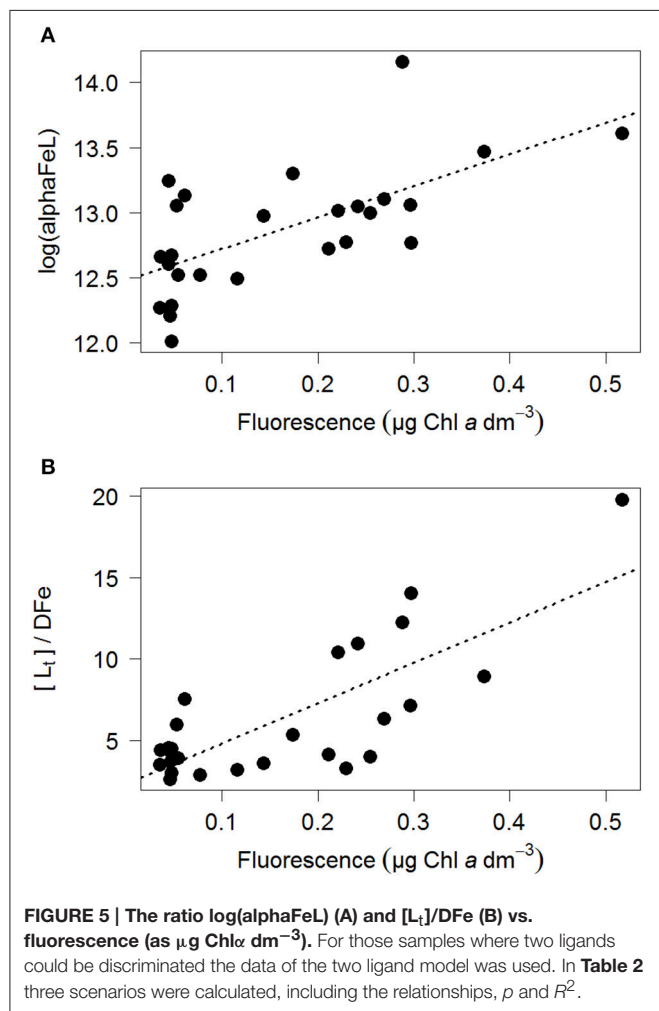 A
14.0
13.5
13.0
12.5
12.0
log(alphaFeL)
0.1 0.2 0.3 0.4 0.5
Fluorescence (µg Chl a dm⁻³)
B
20
15
10
5
[ Lₜ] / DFe
0.1 0.2 0.3 0.4 0.5
Fluorescence (µg Chl a dm⁻³)
FIGURE 5 | The ratio log(alphaFeL) (A) and [Lₜ]/DFe (B) vs.
fluorescence (as µg Chlα dm⁻³). For those samples where two ligands
could be discriminated the data of the two ligand model was used. In Table 2
three scenarios were calculated, including the relationships, p and R².